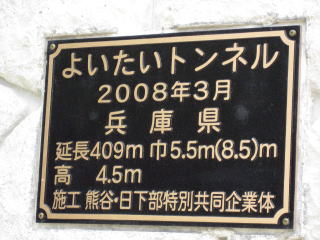 よいたいトンネル
2008年3月
兵庫県
延長409m 巾5.5m(8.5)m
高 4.5m
施工 熊谷・日下部特別共同企業体